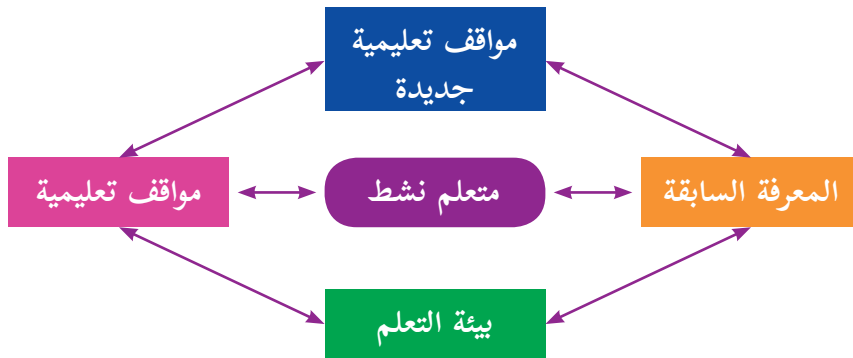 مواقف تعليمية
جديدة
المعرفة السابقة
متعلم نشط
مواقف تعليمية
بيئة التعلم